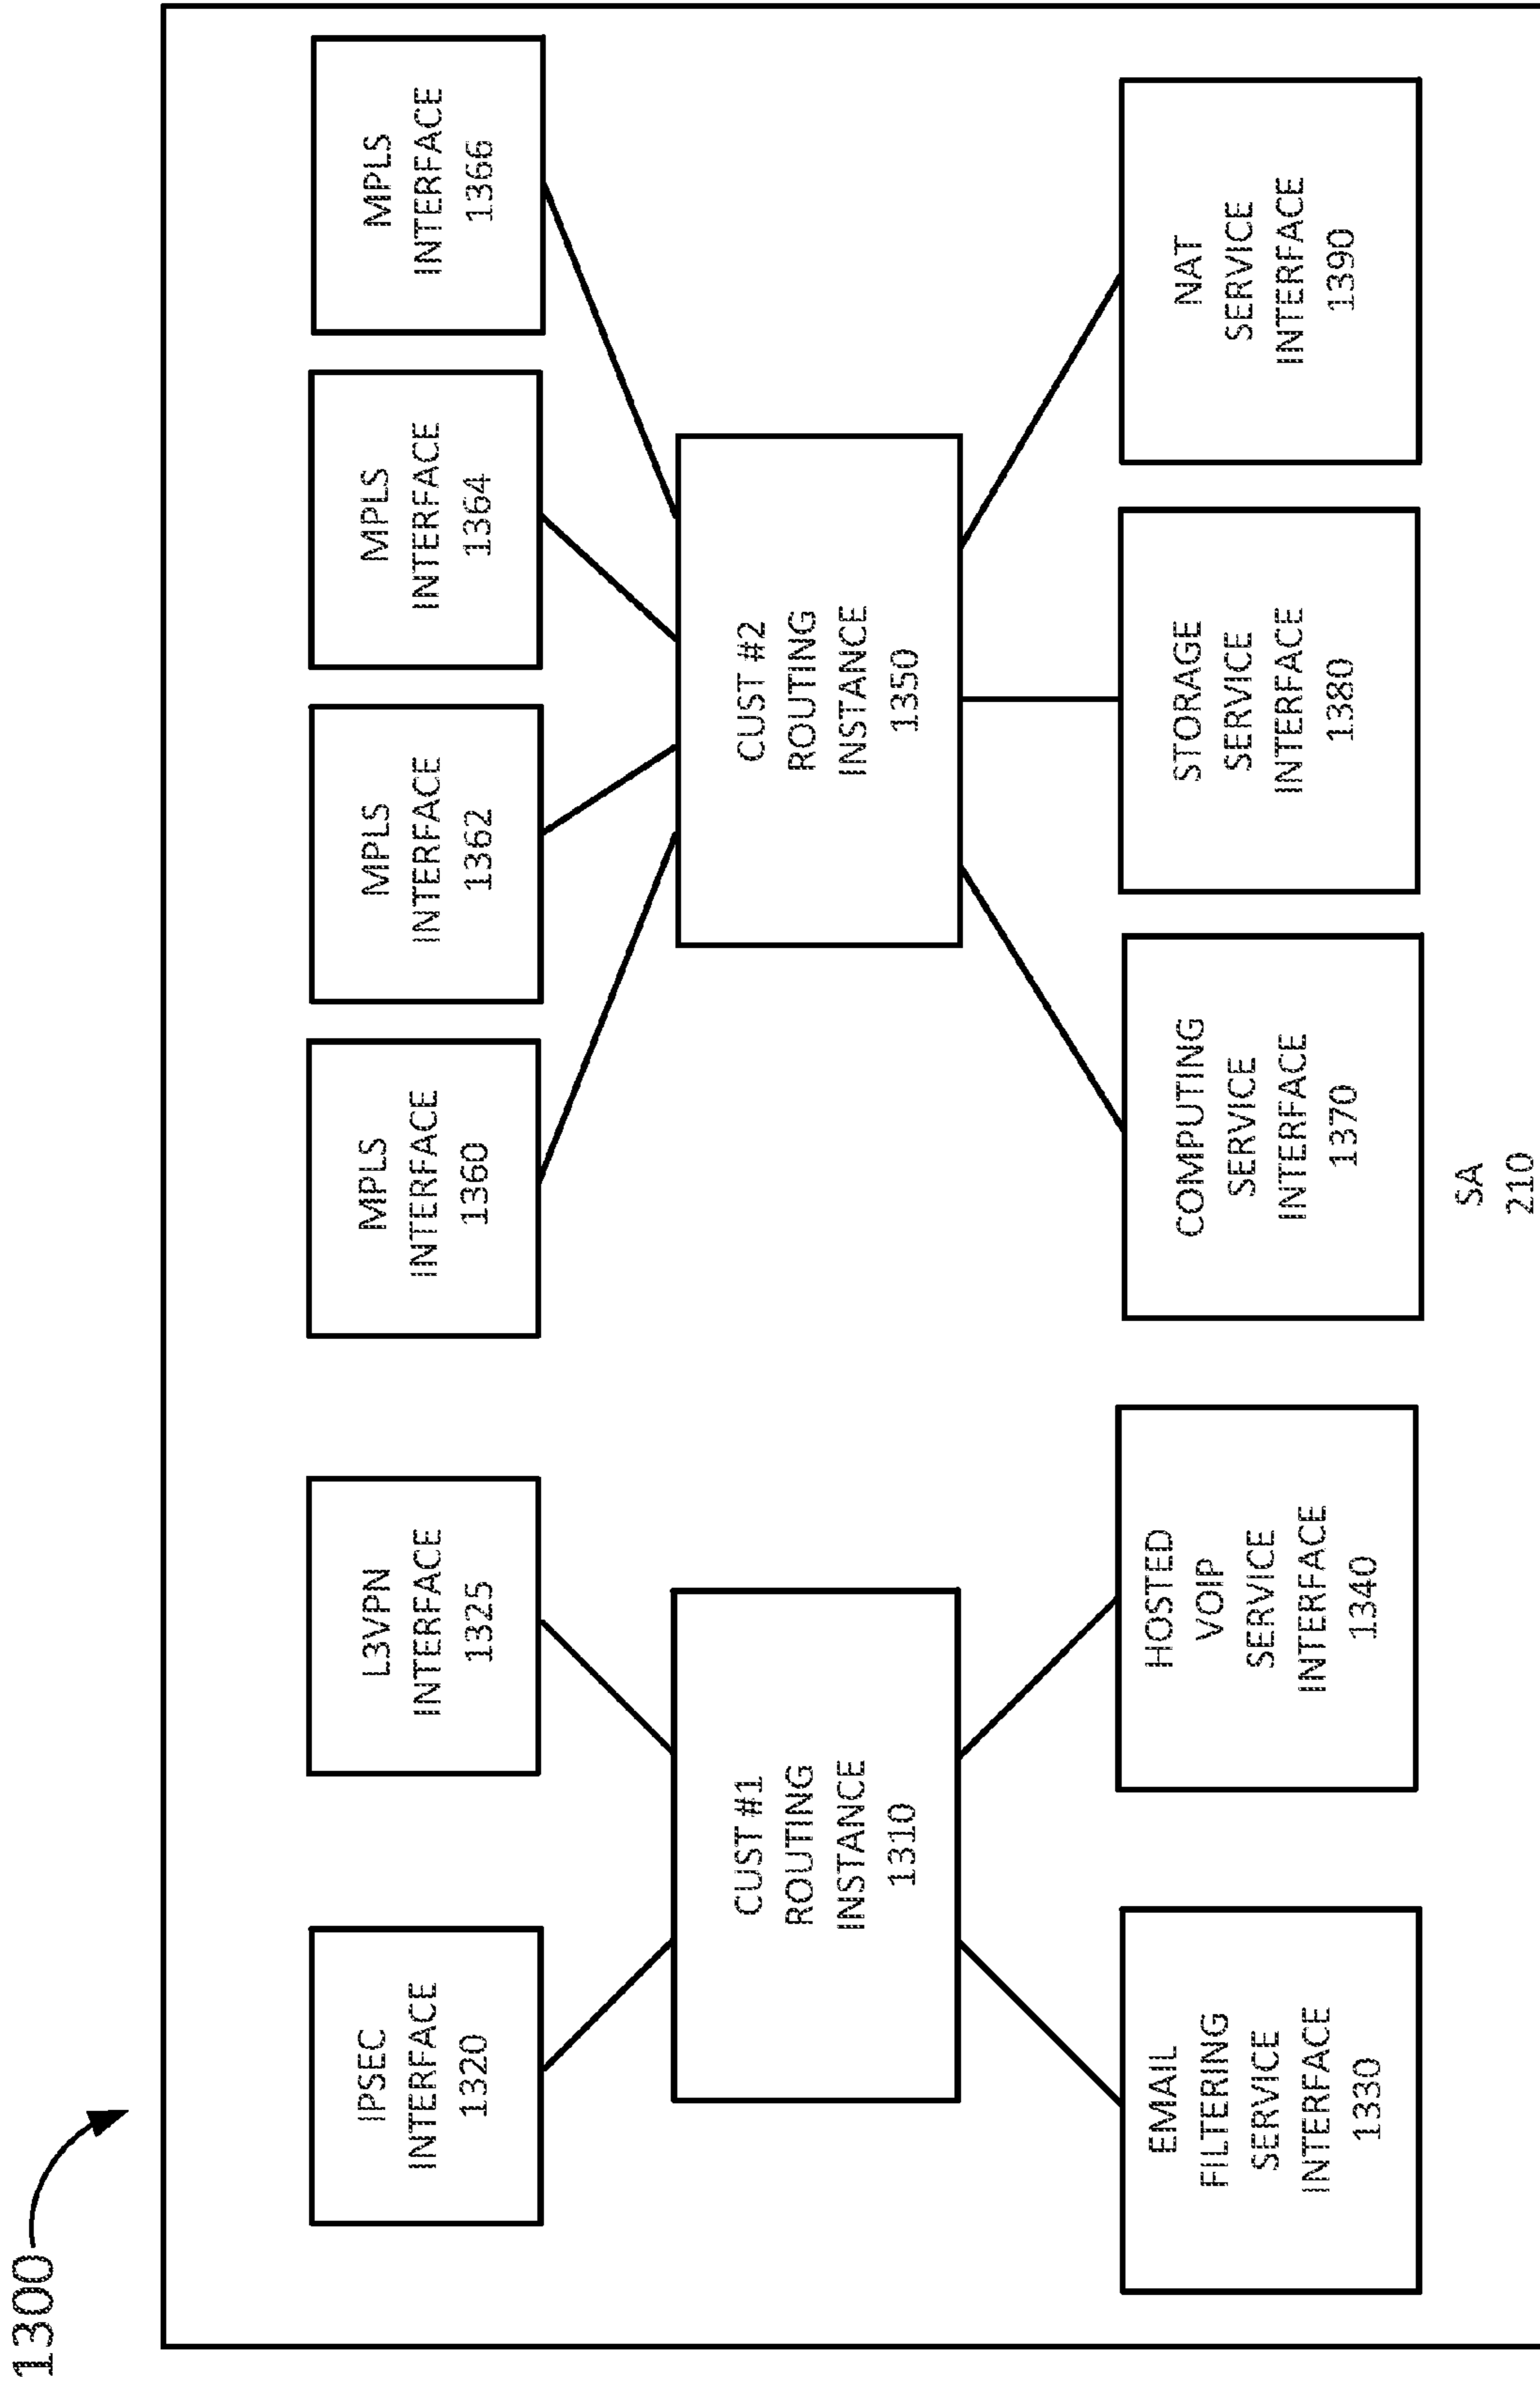 1300
IPSEC
INTERFACE
1320
L3VPN
INTERFACE
1325
MPLS
INTERFACE
1360
MPLS
INTERFACE
1362
MPLS
INTERFACE
1364
MPLS
INTERFACE
1366
CUST #1
ROUTING
INSTANCE
1310
CUST #2
ROUTING
INSTANCE
1350
EMAIL
FILTERING
SERVICE
INTERFACE
1330
HOSTED
VOIP
SERVICE
INTERFACE
1340
COMPUTING
SERVICE
INTERFACE
1370
STORAGE
SERVICE
INTERFACE
1380
NAT
SERVICE
INTERFACE
1390
SA
210